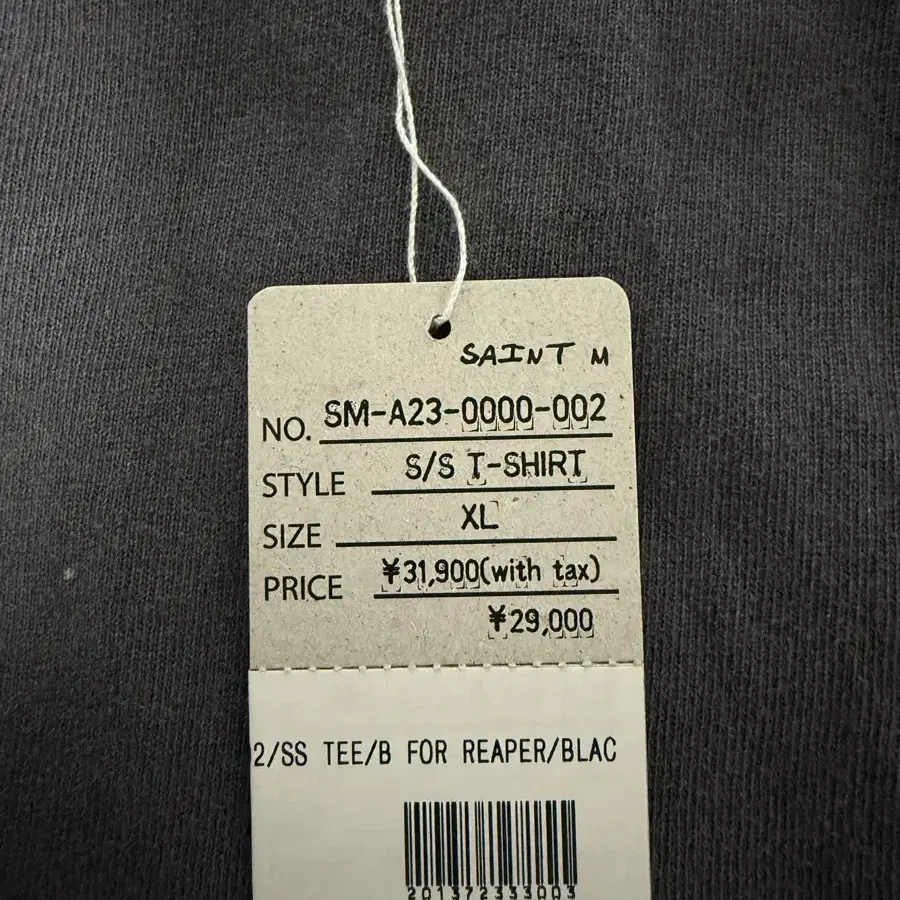 SAINT M
NO. SM-A23-0000-002
STYLE S/S T-SHIRT
SIZE XL
PRICE ¥31,900(with tax)
¥29,000
2/SS TEE/B FOR REAPER/BLAC
201372333003